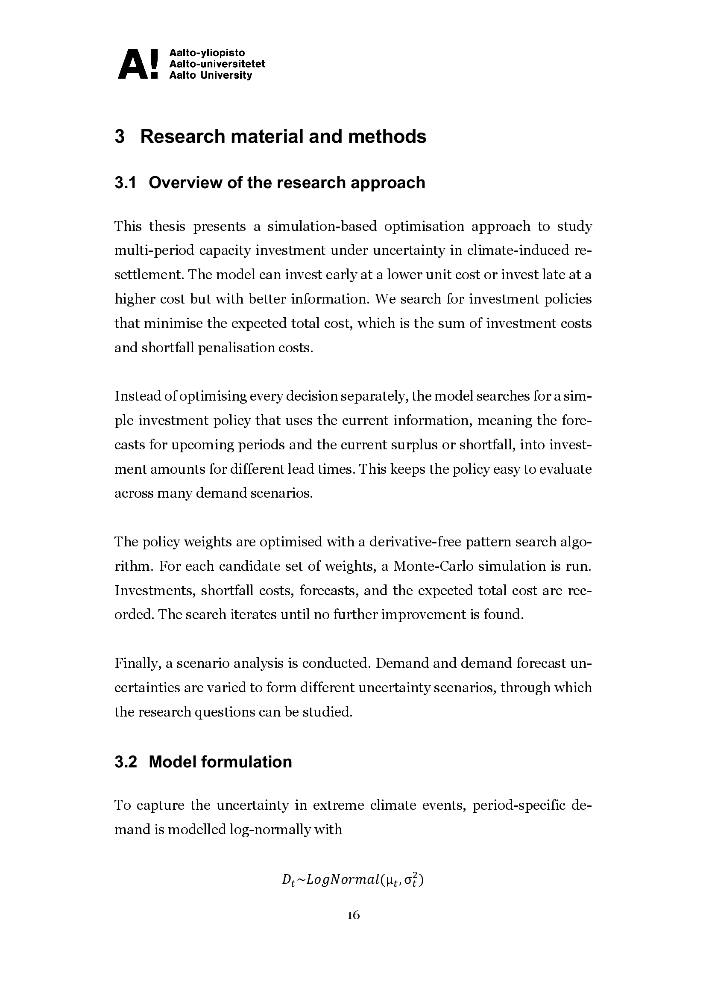 A! Aalto-yliopisto
Aalto-universitetet
Aalto University
3 Research material and methods
3.1 Overview of the research approach
This thesis presents a simulation-based optimisation approach to study
multi-period capacity investment under uncertainty in climate-induced re-
settlement. The model can invest early at a lower unit cost or invest late at a
higher cost but with better information. We search for investment policies
that minimise the expected total cost, which is the sum of investment costs
and shortfall penalisation costs.
Instead of optimising every decision separately, the model searches for a sim-
ple investment policy that uses the current information, meaning the fore-
casts for upcoming periods and the current surplus or shortfall, into invest-
ment amounts for different lead times. This keeps the policy easy to evaluate
across many demand scenarios.
The policy weights are optimised with a derivative-free pattern search algo-
rithm. For each candidate set of weights, a Monte-Carlo simulation is run.
Investments, shortfall costs, forecasts, and the expected total cost are rec-
orded. The search iterates until no further improvement is found.
Finally, a scenario analysis is conducted. Demand and demand forecast un-
certainties are varied to form different uncertainty scenarios, through which
the research questions can be studied.
3.2 Model formulation
To capture the uncertainty in extreme climate events, period-specific de-
mand is modelled log-normally with
D_t~LogNormal(μ_t, σ_t^2)
16